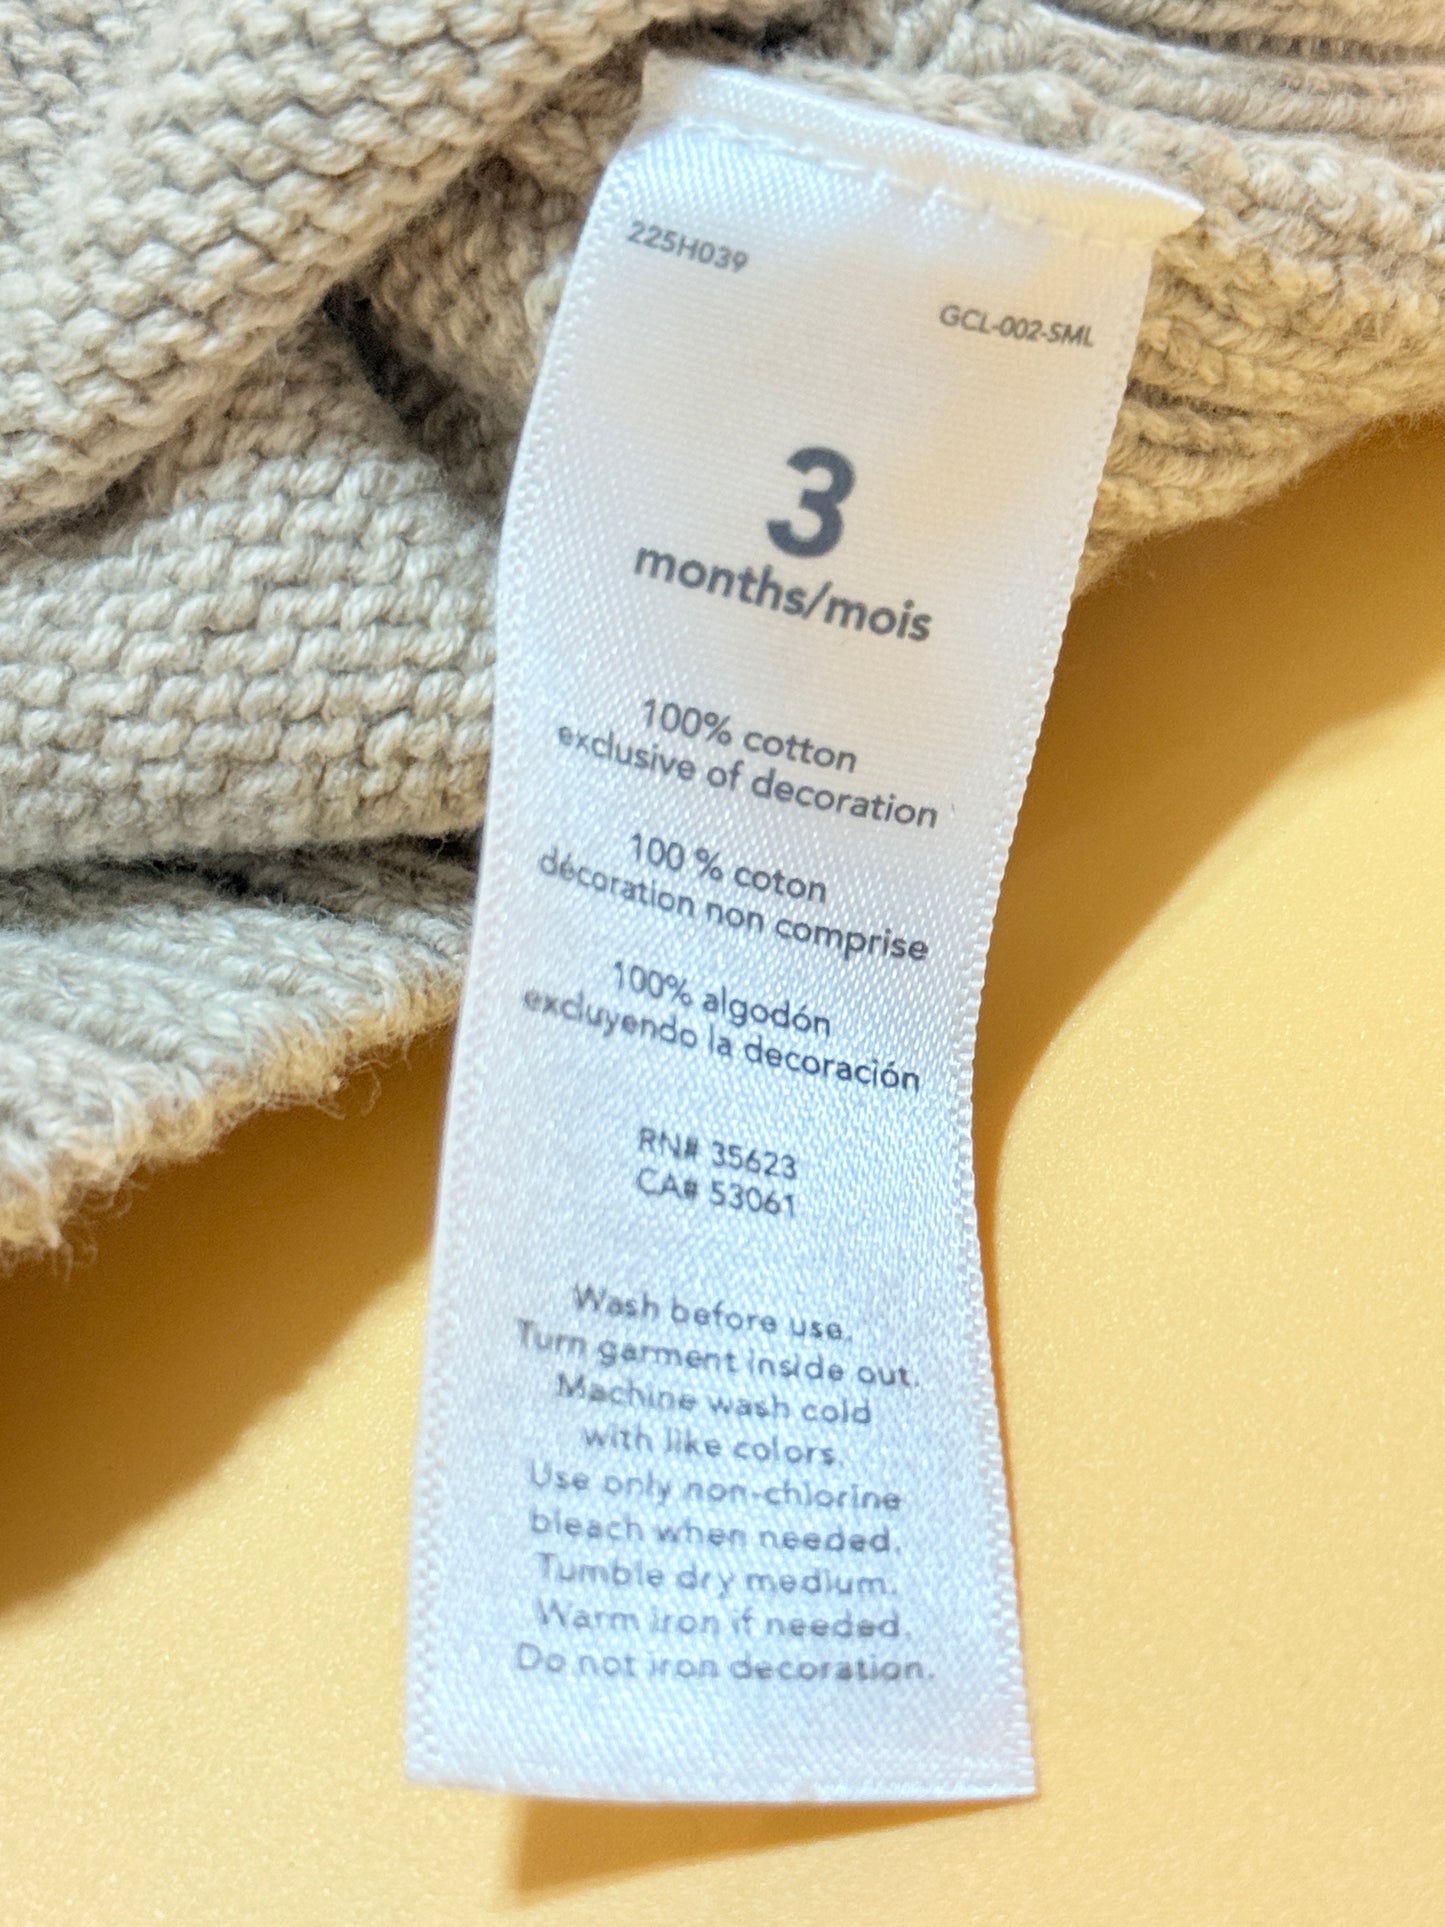 225H039
GCL-002-SML
3
months/mois
100% cotton
exclusive of decoration
100 % coton
décoration non comprise
100% algodón
excluyendo la decoración
RN# 35623
CA# 53061
Wash before use.
Turn garment inside out.
Machine wash cold
with like colors.
Use only non-chlorine
bleach when needed.
Tumble dry medium.
Warm iron if needed.
Do not iron decoration.